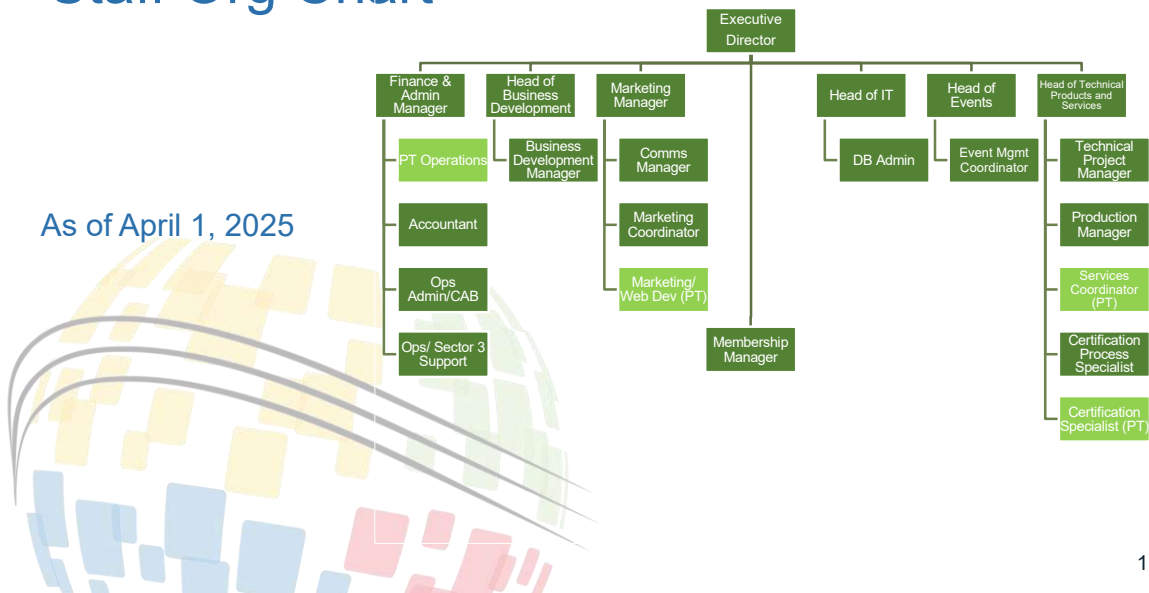 Staff Org Chart
Executive
Director
Finance &
Admin
Manager
Head of
Business
Development
Marketing
Manager
Head of IT
Head of
Events
Head of Technical
Products and
Services
PT Operations
Business
Development
Manager
Comms
Manager
DB Admin
Event Mgmt
Coordinator
Technical
Project
Manager
As of April 1, 2025
Accountant
Marketing
Coordinator
Production
Manager
Ops
Admin/CAB
Marketing/
Web Dev (PT)
Services
Coordinator
(PT)
Ops/ Sector 3
Support
Membership
Manager
Certification
Process
Specialist
Certification
Specialist (PT)
1